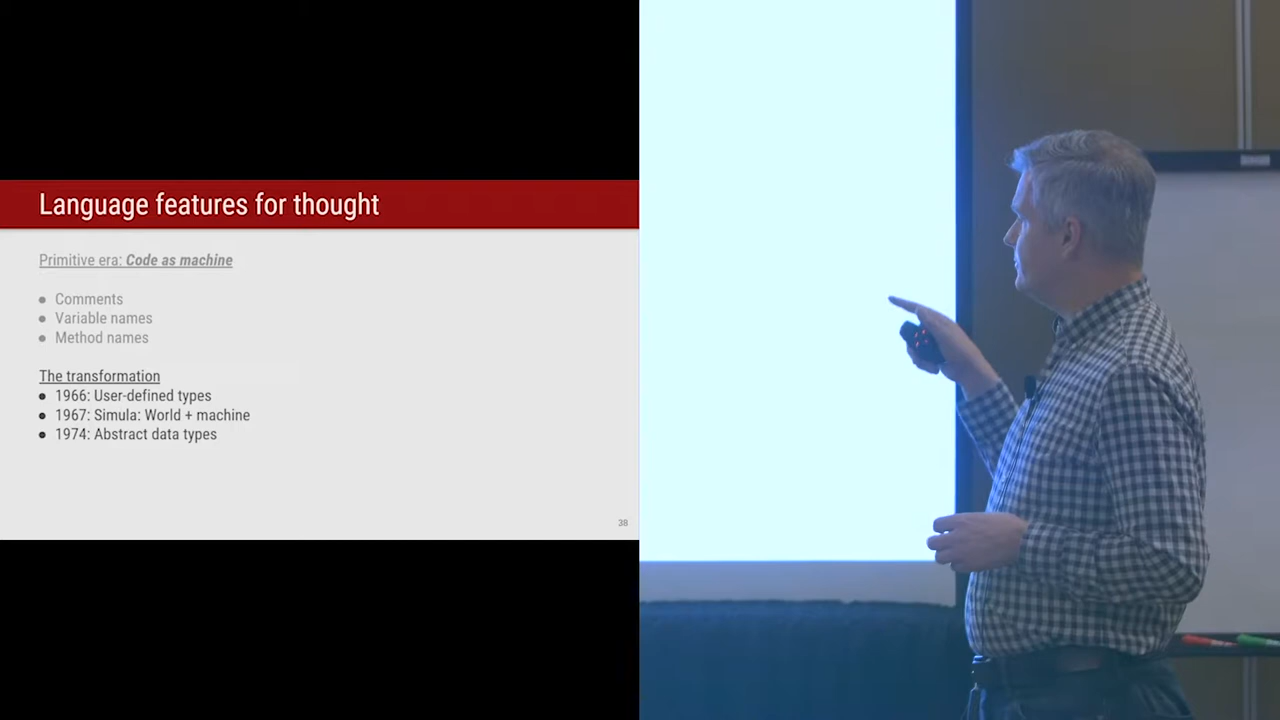 Language features for thought
Primitive era: Code as machine
● Comments
● Variable names
● Method names
The transformation
● 1966: User-defined types
● 1967: Simula: World + machine
● 1974: Abstract data types
38